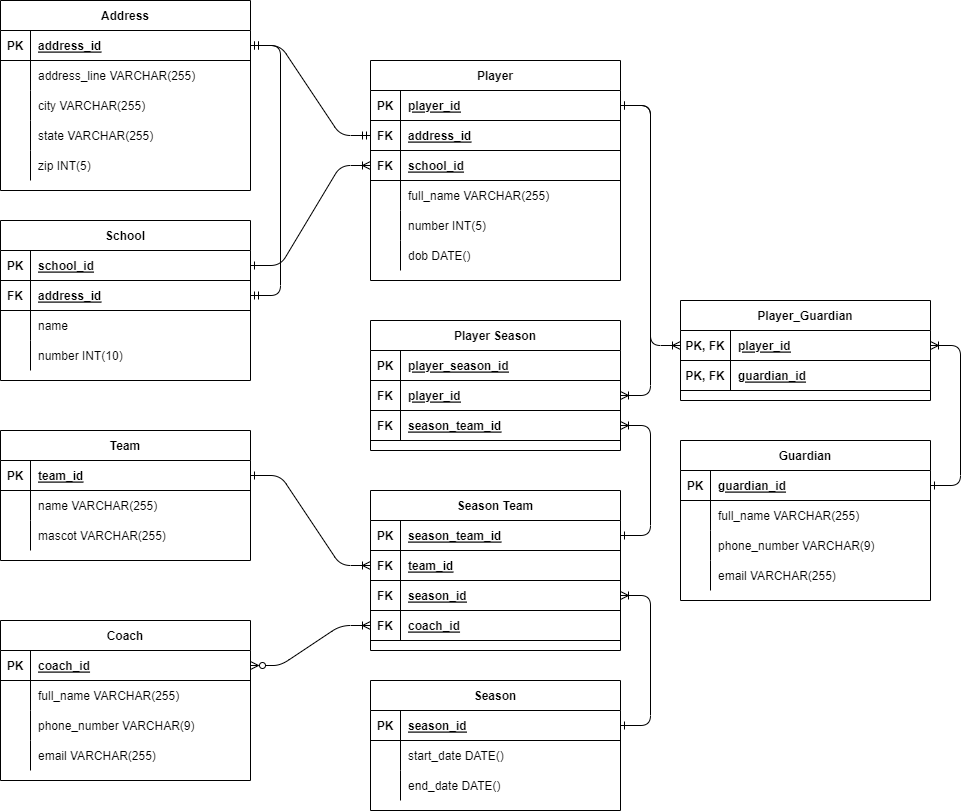 Address
PK address_id
address_line VARCHAR(255)
city VARCHAR(255)
state VARCHAR(255)
zip INT(5)
School
PK school_id
FK address_id
name
number INT(10)
Team
PK team_id
name VARCHAR(255)
mascot VARCHAR(255)
Coach
PK coach_id
full_name VARCHAR(255)
phone_number VARCHAR(9)
email VARCHAR(255)
Player
PK player_id
FK address_id
FK school_id
full_name VARCHAR(255)
number INT(5)
dob DATE()
Player Season
PK player_season_id
FK player_id
FK season_team_id
Season Team
PK season_team_id
FK team_id
FK season_id
FK coach_id
Season
PK season_id
start_date DATE()
end_date DATE()
Player_Guardian
PK, FK player_id
PK, FK guardian_id
Guardian
PK guardian_id
full_name VARCHAR(255)
phone_number VARCHAR(9)
email VARCHAR(255)